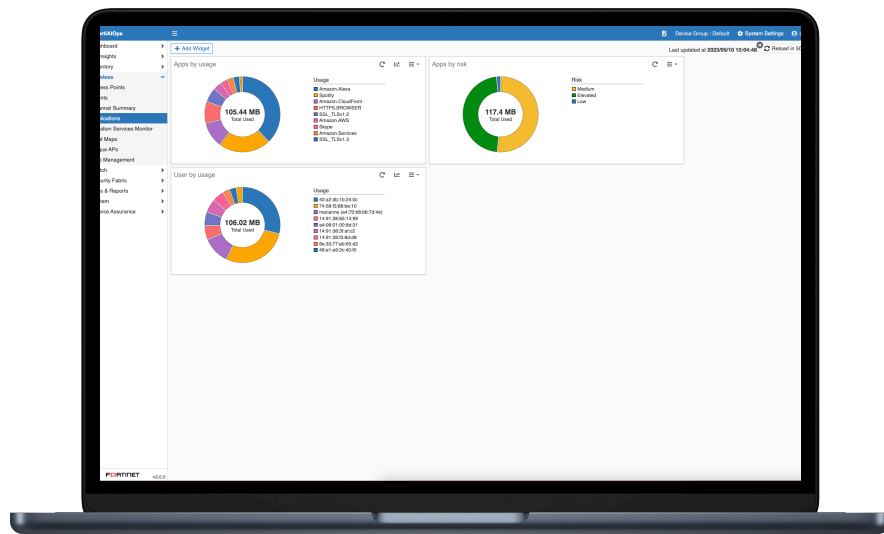 rtiAIOps
Device Group : Default
System Settings
hboard
+ Add Widget
Last updated at 2023/05/10 10:04:48
Reload in 50
nsights
entory
eless
ess Points
nts
nnel Summary
lications
ation Services Monitor
t Maps
ue APs
Management
tch
urity Fabric
s & Reports
tem
vice Assurance
Apps by usage
105.44 MB
Total Used
Usage
Amazon.Alexa
Spotify
Amazon.CloudFront
HTTPS.BROWSER
SSL_TLSv1.2
Amazon.AWS
Skype
Amazon.Services
SSL_TLSv1.3
Apps by risk
117.4 MB
Total Used
Risk
Medium
Elevated
Low
User by usage
106.02 MB
Total Used
Usage
FORTINET
v2.0.0